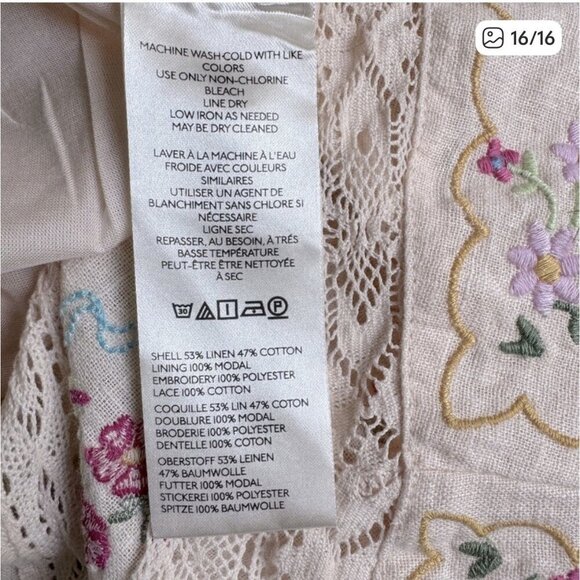 16/16
MACHINE WASH COLD WITH LIKE
COLORS
USE ONLY NON-CHLORINE
BLEACH
LINE DRY
LOW IRON AS NEEDED
MAY BE DRY CLEANED
LAVER À LA MACHINE À L'EAU
FROIDE AVEC COULEURS
SIMILAIRES
UTILISER UN AGENT DE
BLANCHIMENT SANS CHLORE SI
NÉCESSAIRE
LIGNE SEC
REPASSER, AU BESOIN, À TRÉS
BASSE TEMPÉRATURE
PEUT-ÊTRE ÊTRE NETTOYÉE
À SEC
30 P
SHELL 53% LINEN 47% COTTON
LINING 100% MODAL
EMBROIDERY 100% POLYESTER
LACE 100% COTTON
COQUILLE 53% LIN 47% COTON
DOUBLURE 100% MODAL
BRODERIE 100% POLYESTER
DENTELLE 100% COTON
OBERSTOFF 53% LEINEN
47% BAUMWOLLE
FUTTER 100% MODAL
STICKEREI 100% POLYESTER
SPITZE 100% BAUMWOLLE